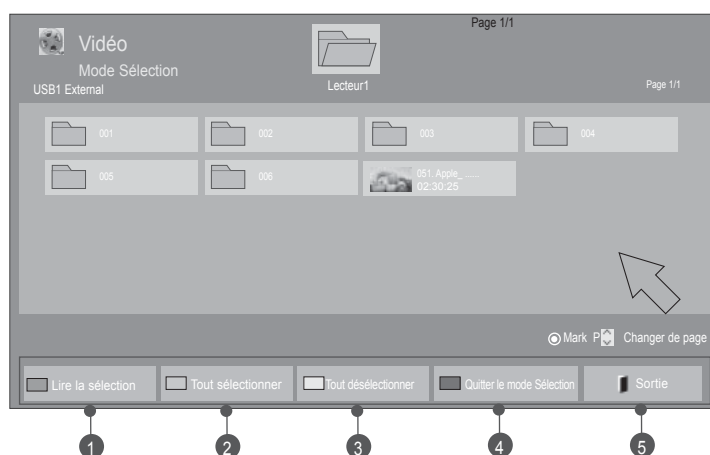 Page 1/1
Vidéo
Mode Sélection
USB1 External
Lecteur1
Page 1/1
001
002
003
004
005
006
051. Apple_ ......
02:30:25
Mark P Changer de page
Lire la sélection
Tout sélectionner
Tout désélectionner
Quitter le mode Sélection
Sortie
1
2
3
4
5